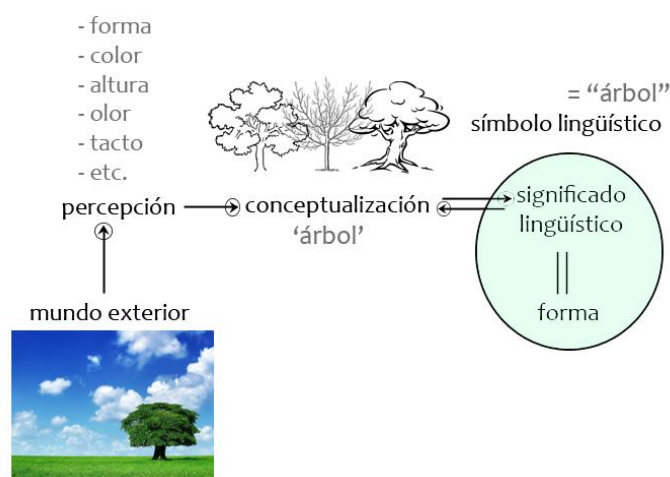 - forma
- color
- altura
- olor
- tacto
- etc.
= “árbol”
símbolo lingüístico
percepción
conceptualización
‘árbol’
significado
lingüístico
forma
mundo exterior